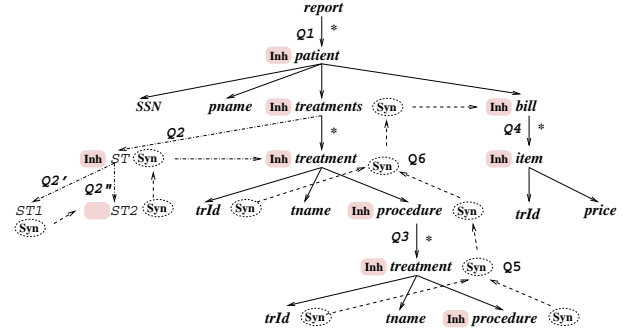 report
Q1 *
Inh patient
SSN pname Inh treatments Syn Inh bill
Q2 * Q4 *
Inh ST Syn Inh treatment Syn Q6 Inh item
Q2' Q2"
ST1 ST2 Syn trId Syn tname Inh procedure Syn trId price
Syn
Q3 *
Inh treatment Syn Q5
trId Syn tname Inh procedure Syn